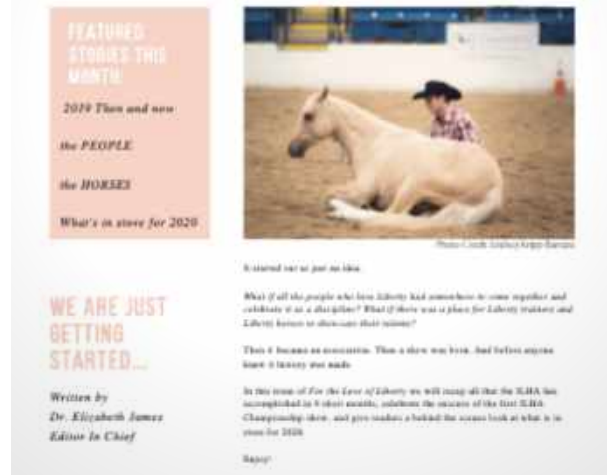 FEATURED
STORIES THIS
MONTH:
2019 Then and now
the PEOPLE
the HORSES
What's in store for 2020
Photo Credit
WE ARE JUST
GETTING
STARTED...
Written by
Dr. Elizabeth James
Editor In Chief
It started out as just an idea.
What if all the people who love Liberty had somewhere to come together and
celebrate it as a discipline? What if there was a place for Liberty trainers and
Liberty horses to showcase their talents?
Then it became an association. Then a show was born. And before anyone
knew it history was made.
In this issue of For the Love of Liberty we will recap all that the ILHA has
accomplished in 9 short months, celebrate the success of the first ILHA
Championship show, and give readers a behind the scenes look at what is in
store for 2020.
Enjoy!